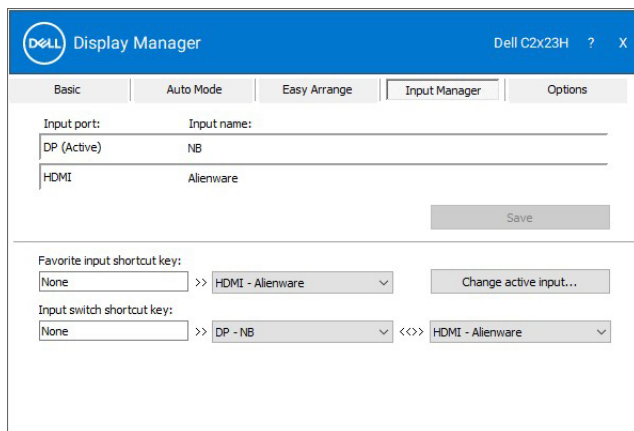 DELL Display Manager Dell C2x23H ? X
Basic Auto Mode Easy Arrange Input Manager Options
Input port: Input name:
DP (Active) NB
HDMI Alienware
Save
Favorite input shortcut key:
None >> HDMI - Alienware Change active input...
Input switch shortcut key:
None >> DP - NB <<>> HDMI - Alienware